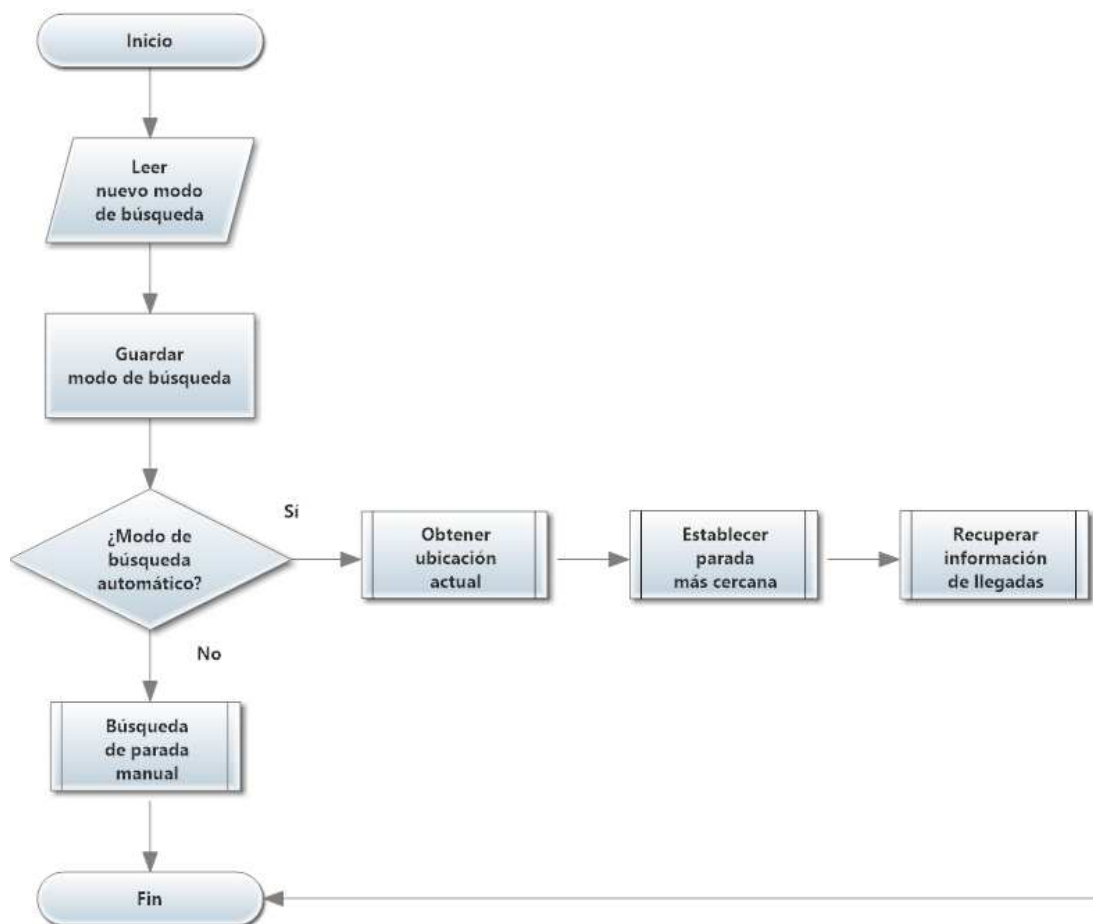 Inicio
Leer
nuevo modo
de búsqueda
Guardar
modo de búsqueda
¿Modo de
búsqueda
automático?
Sí
Obtener
ubicación
actual
Establecer
parada
más cercana
Recuperar
información
de llegadas
No
Búsqueda
de parada
manual
Fin